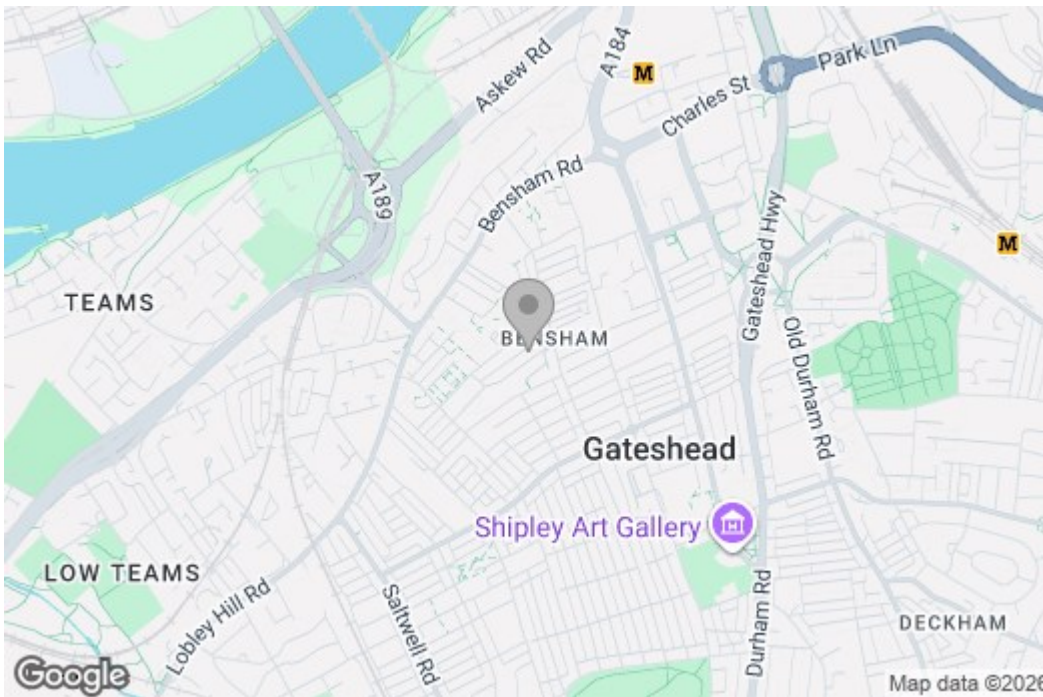 Park Ln
A184
M
Askew Rd
Charles St
A189
Bensham Rd
Gateshead Hwy
M
TEAMS
BENSHAM
Old Durham Rd
Gateshead
Shipley Art Gallery
LOW TEAMS
Lobley Hill Rd
Saltwell Rd
Durham Rd
DECKHAM
Google
Map data ©2026